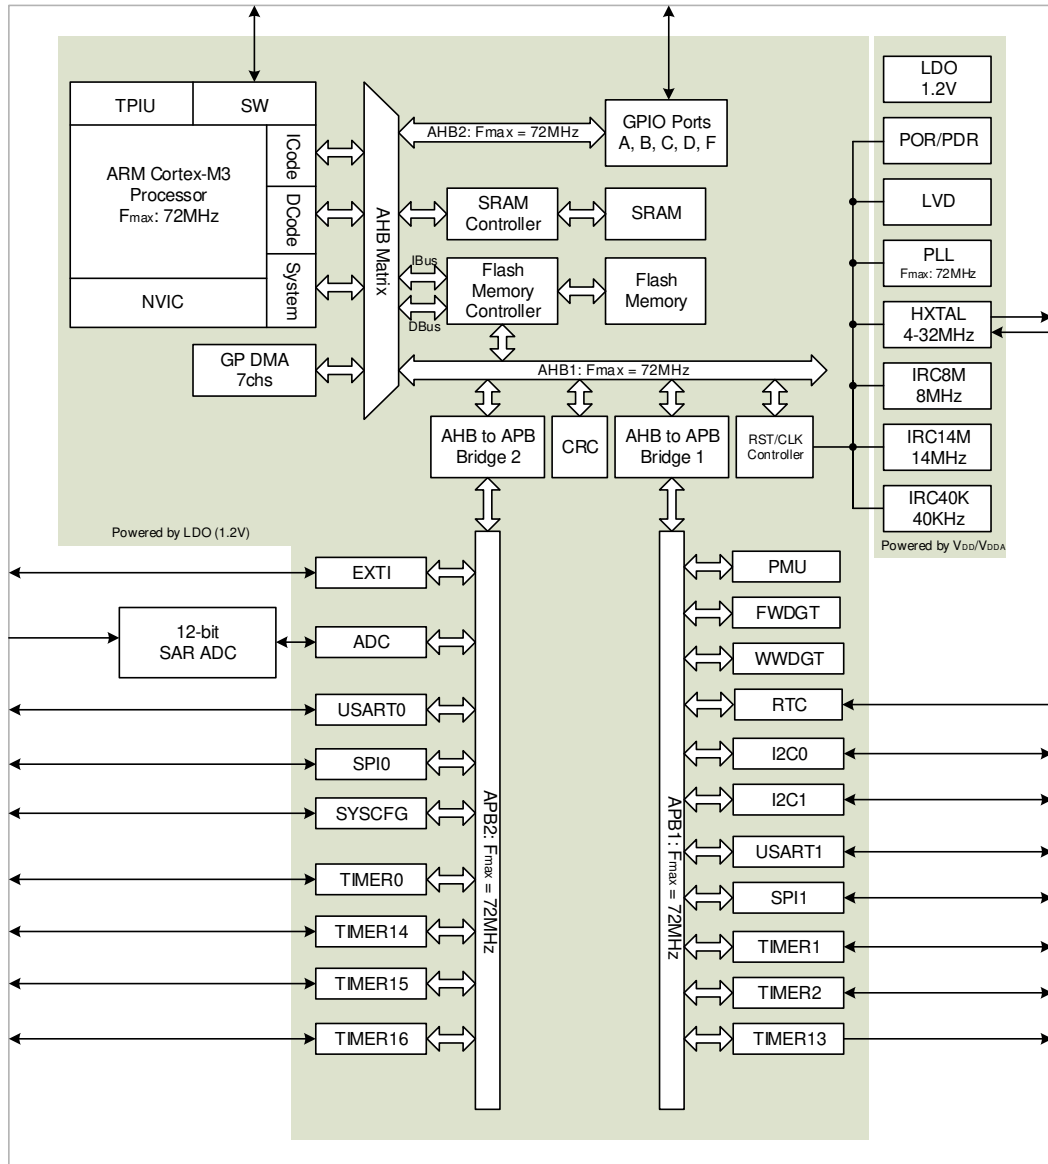 TPIU
SW
ARM Cortex-M3
Processor
Fmax: 72MHz
ICode
DCode
System
NVIC
GP DMA
7chs
AHB Matrix
AHB2: Fmax = 72MHz
GPIO Ports
A, B, C, D, F
SRAM
Controller
SRAM
IBus
DBus
Flash
Memory
Controller
Flash
Memory
AHB1: Fmax = 72MHz
AHB to APB
Bridge 2
CRC
AHB to APB
Bridge 1
RST/CLK
Controller
LDO
1.2V
POR/PDR
LVD
PLL
Fmax: 72MHz
HXTAL
4-32MHz
IRC8M
8MHz
IRC14M
14MHz
IRC40K
40KHz
Powered by VDD/VDDA
Powered by LDO (1.2V)
EXTI
12-bit
SAR ADC
ADC
USART0
SPI0
SYSCFG
TIMER0
TIMER14
TIMER15
TIMER16
APB2: Fmax = 72MHz
APB1: Fmax = 72MHz
PMU
FWDGT
WWDGT
RTC
I2C0
I2C1
USART1
SPI1
TIMER1
TIMER2
TIMER13